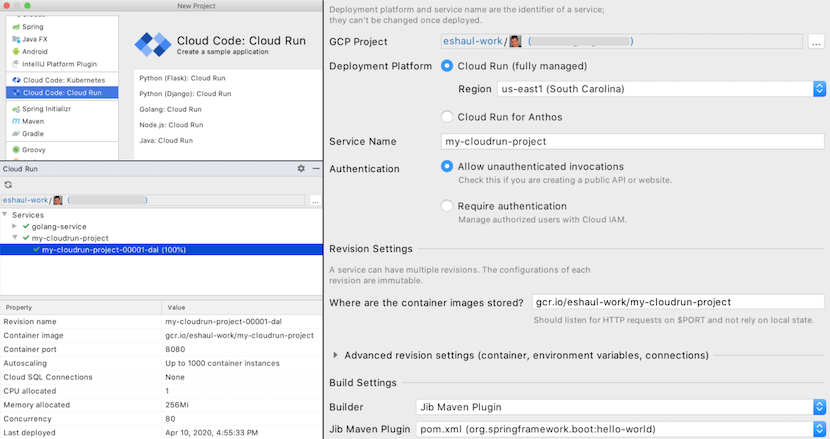 New Project
Spring
Java FX
Android
IntelliJ Platform Plugin
Cloud Code: Kubernetes
Cloud Code: Cloud Run
Spring Initializr
Maven
Gradle
Groovy
Cloud Code: Cloud Run
Create a sample application
Python (Flask): Cloud Run
Python (Django): Cloud Run
Golang: Cloud Run
Node.js: Cloud Run
Java: Cloud Run
Cloud Run
eshaul-work/ ( )
...
Services
golang-service
my-cloudrun-project
my-cloudrun-project-00001-dal (100%)
Property Value
Revision name my-cloudrun-project-00001-dal
Container image gcr.io/eshaul-work/my-cloudrun-project
Container port 8080
Autoscaling Up to 1000 container instances
Cloud SQL Connections None
CPU allocated 1
Memory allocated 256Mi
Concurrency 80
Last deployed Apr 10, 2020, 4:55:33 PM
Deployment platform and service name are the identifier of a service;
they can't be changed once deployed.
GCP Project eshaul-work/ ( ) ...
Deployment Platform Cloud Run (fully managed)
Region us-east1 (South Carolina)
Cloud Run for Anthos
Service Name my-cloudrun-project
Authentication Allow unauthenticated invocations
Check this if you are creating a public API or website.
Require authentication
Manage authorized users with Cloud IAM.
Revision Settings
A service can have multiple revisions. The configurations of each
revision are immutable.
Where are the container images stored? gcr.io/eshaul-work/my-cloudrun-project
Should listen for HTTP requests on $PORT and not rely on local state.
Advanced revision settings (container, environment variables, connections)
Build Settings
Builder Jib Maven Plugin
Jib Maven Plugin pom.xml (org.springframework.boot:hello-world)